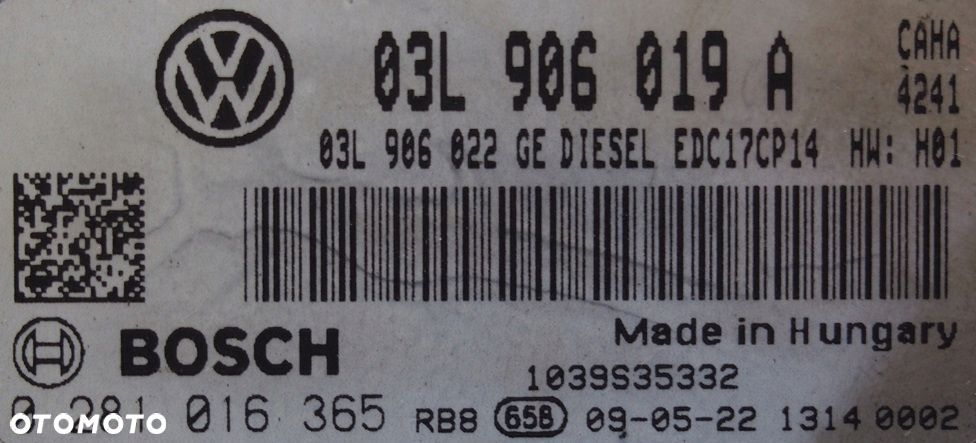 03L 906 019 A
CAHA
4241
03L 906 022 GE DIESEL EDC17CP14 HW: H01
BOSCH
Made in Hungary
1039S35332
0 281 016 365 RB8 65B 09-05-22 1314 0002
OTOMOTO